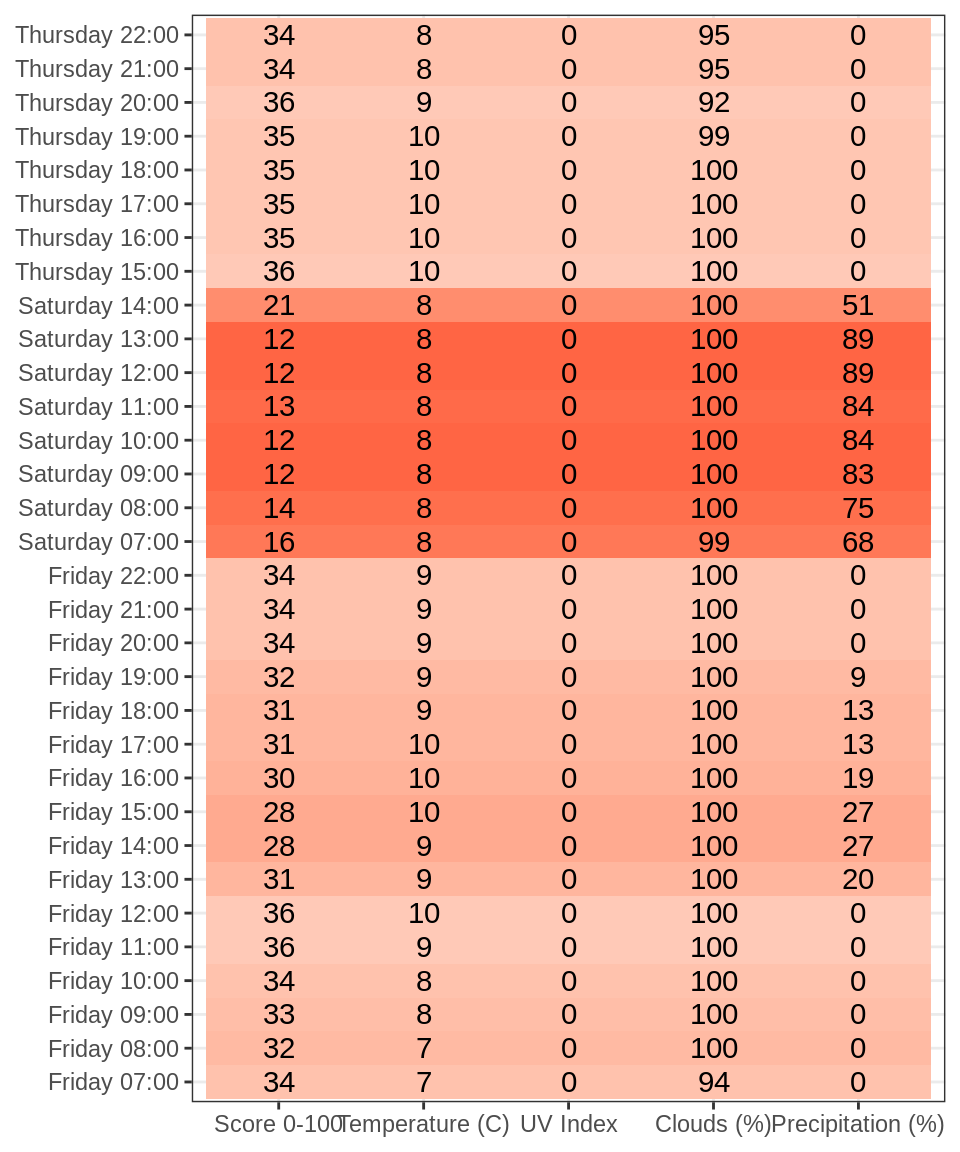 Thursday 22:00 34 8 0 95 0
Thursday 21:00 34 8 0 95 0
Thursday 20:00 36 9 0 92 0
Thursday 19:00 35 10 0 99 0
Thursday 18:00 35 10 0 100 0
Thursday 17:00 35 10 0 100 0
Thursday 16:00 35 10 0 100 0
Thursday 15:00 36 10 0 100 0
Saturday 14:00 21 8 0 100 51
Saturday 13:00 12 8 0 100 89
Saturday 12:00 12 8 0 100 89
Saturday 11:00 13 8 0 100 84
Saturday 10:00 12 8 0 100 84
Saturday 09:00 12 8 0 100 83
Saturday 08:00 14 8 0 100 75
Saturday 07:00 16 8 0 99 68
Friday 22:00 34 9 0 100 0
Friday 21:00 34 9 0 100 0
Friday 20:00 34 9 0 100 0
Friday 19:00 32 9 0 100 9
Friday 18:00 31 9 0 100 13
Friday 17:00 31 10 0 100 13
Friday 16:00 30 10 0 100 19
Friday 15:00 28 10 0 100 27
Friday 14:00 28 9 0 100 27
Friday 13:00 31 9 0 100 20
Friday 12:00 36 10 0 100 0
Friday 11:00 36 9 0 100 0
Friday 10:00 34 8 0 100 0
Friday 09:00 33 8 0 100 0
Friday 08:00 32 7 0 100 0
Friday 07:00 34 7 0 94 0
Score 0-100 Temperature (C) UV Index Clouds (%) Precipitation (%)